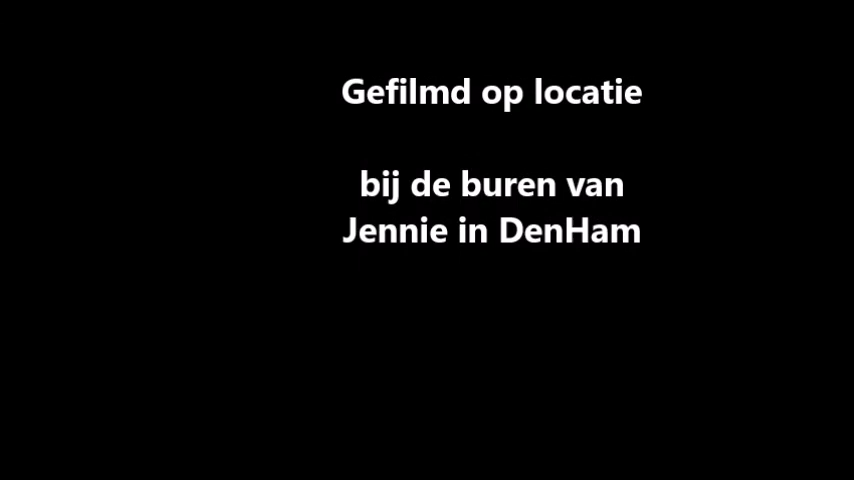 Gefilmd op locatie
bij de buren van
Jennie in DenHam